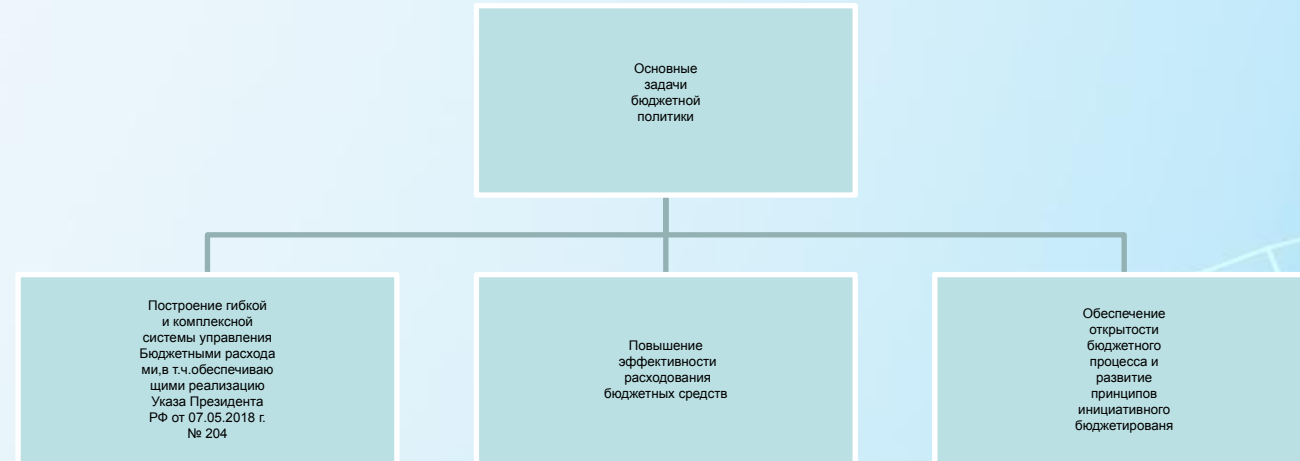 Основные
задачи
бюджетной
политики
Построение гибкой
и комплексной
системы управления
Бюджетными расхода
ми,в т.ч.обеспечиваю
щими реализацию
Указа Президента
РФ от 07.05.2018 г.
№ 204
Повышение
эффективности
расходования
бюджетных средств
Обеспечение
открытости
бюджетного
процесса и
развитие
принципов
инициативного
бюджетированя